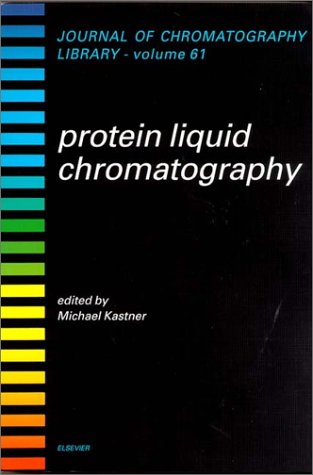 JOURNAL OF CHROMATOGRAPHY
LIBRARY - volume 61
protein liquid
chromatography
edited by
Michael Kastner
ELSEVIER